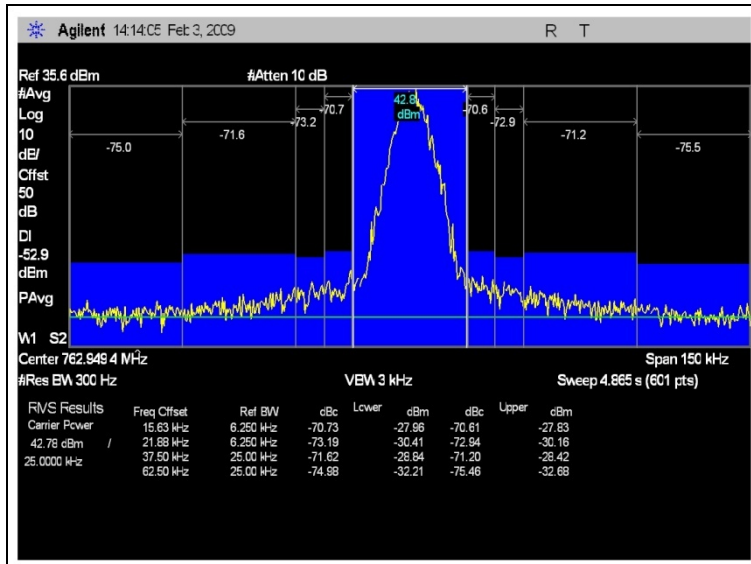 Agilent 14:14:05 Feb 3, 2009 R T
Ref 35.6 dBm #Atten 10 dB
#Avg
Log
10
dB/
Offst
50
dB
DI
-52.9
dBm
PAvg
W1 S2
-75.0 -71.6 -73.2 -70.7 42.8 dBm -70.6 -72.9 -71.2 -75.5
Center 762.949 4 MHz Span 150 kHz
#Res BW 300 Hz VBW 3 kHz Sweep 4.865 s (601 pts)
RMS Results Freq Offset Ref BW dBc Lower dBm dBc Upper dBm
Carrier Power 15.63 kHz 6.250 kHz -70.73 -27.96 -70.61 -27.83
42.78 dBm / 21.88 kHz 6.250 kHz -73.19 -30.41 -72.94 -30.16
25.0000 kHz 37.50 kHz 25.00 kHz -71.62 -28.84 -71.20 -28.42
62.50 kHz 25.00 kHz -74.98 -32.21 -75.46 -32.68